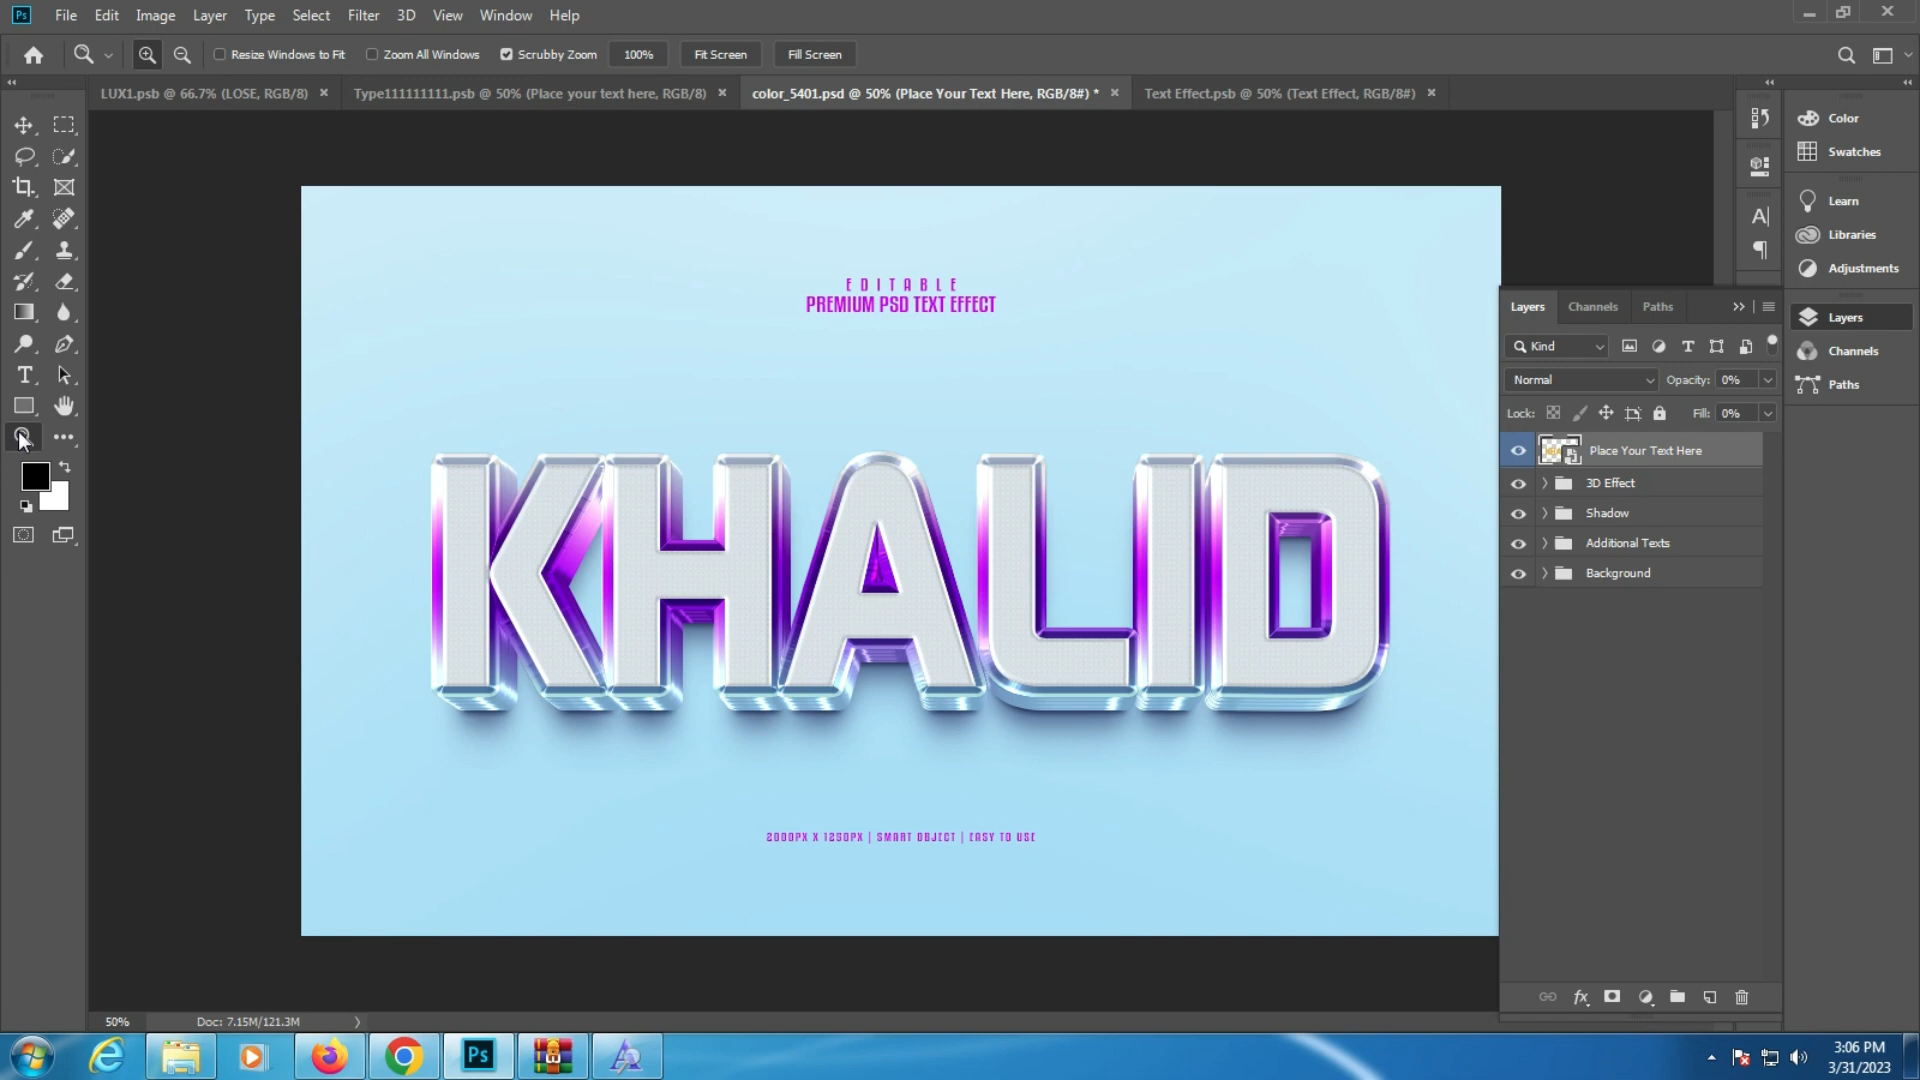 Ps File Edit Image Layer Type Select Filter 3D View Window Help
Resize Windows to Fit Zoom All Windows Scrubby Zoom 100% Fit Screen Fill Screen
LUX1.psb @ 66.7% (LOSE, RGB/8) × Type111111111.psb @ 50% (Place your text here, RGB/8) × color_5401.psd @ 50% (Place Your Text Here, RGB/8#) * × Text Effect.psb @ 50% (Text Effect, RGB/8#) ×
Color
Swatches
Learn
Libraries
Adjustments
Layers
Channels
Paths
Layers Channels Paths
Kind
Normal Opacity: 0%
Lock: Fill: 0%
Place Your Text Here
3D Effect
Shadow
Additional Texts
Background
EDITABLE
PREMIUM PSD TEXT EFFECT
KHALID
2000PX X 1250PX | SMART OBJECT | EASY TO USE
50% Doc: 7.15M/121.3M
Ps
3:06 PM
3/31/2023